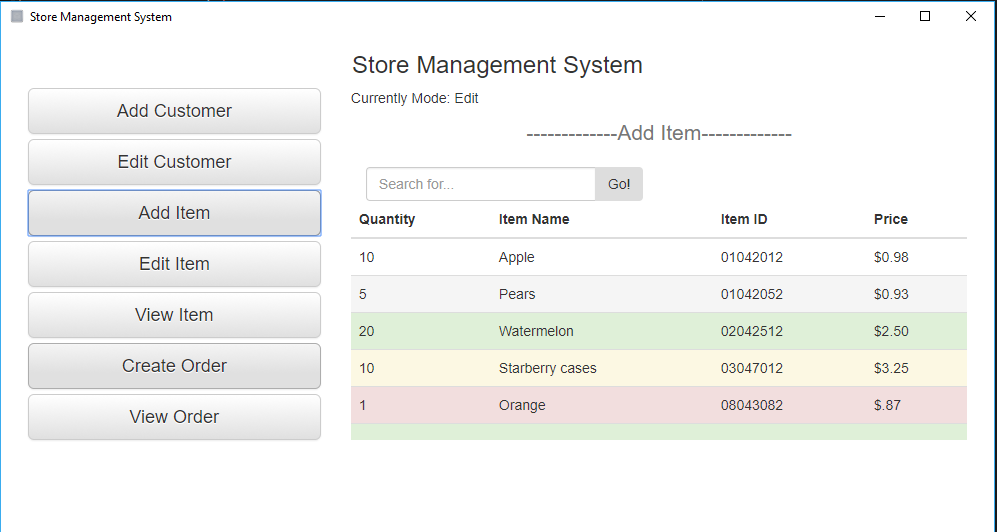 Store Management System
Store Management System
Currently Mode: Edit
-------------Add Item-------------
Add Customer
Edit Customer
Add Item
Edit Item
View Item
Create Order
View Order
Search for... Go!
Quantity Item Name Item ID Price
10 Apple 01042012 $0.98
5 Pears 01042052 $0.93
20 Watermelon 02042512 $2.50
10 Starberry cases 03047012 $3.25
1 Orange 08043082 $.87